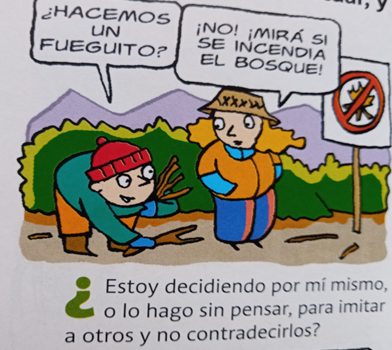 ¿HACEMOS
UN
FUEGUITO?
¡NO! ¡MIRÁ SI
SE INCENDIA
EL BOSQUE!
¿ Estoy decidiendo por mí mismo,
o lo hago sin pensar, para imitar
a otros y no contradecirlos?